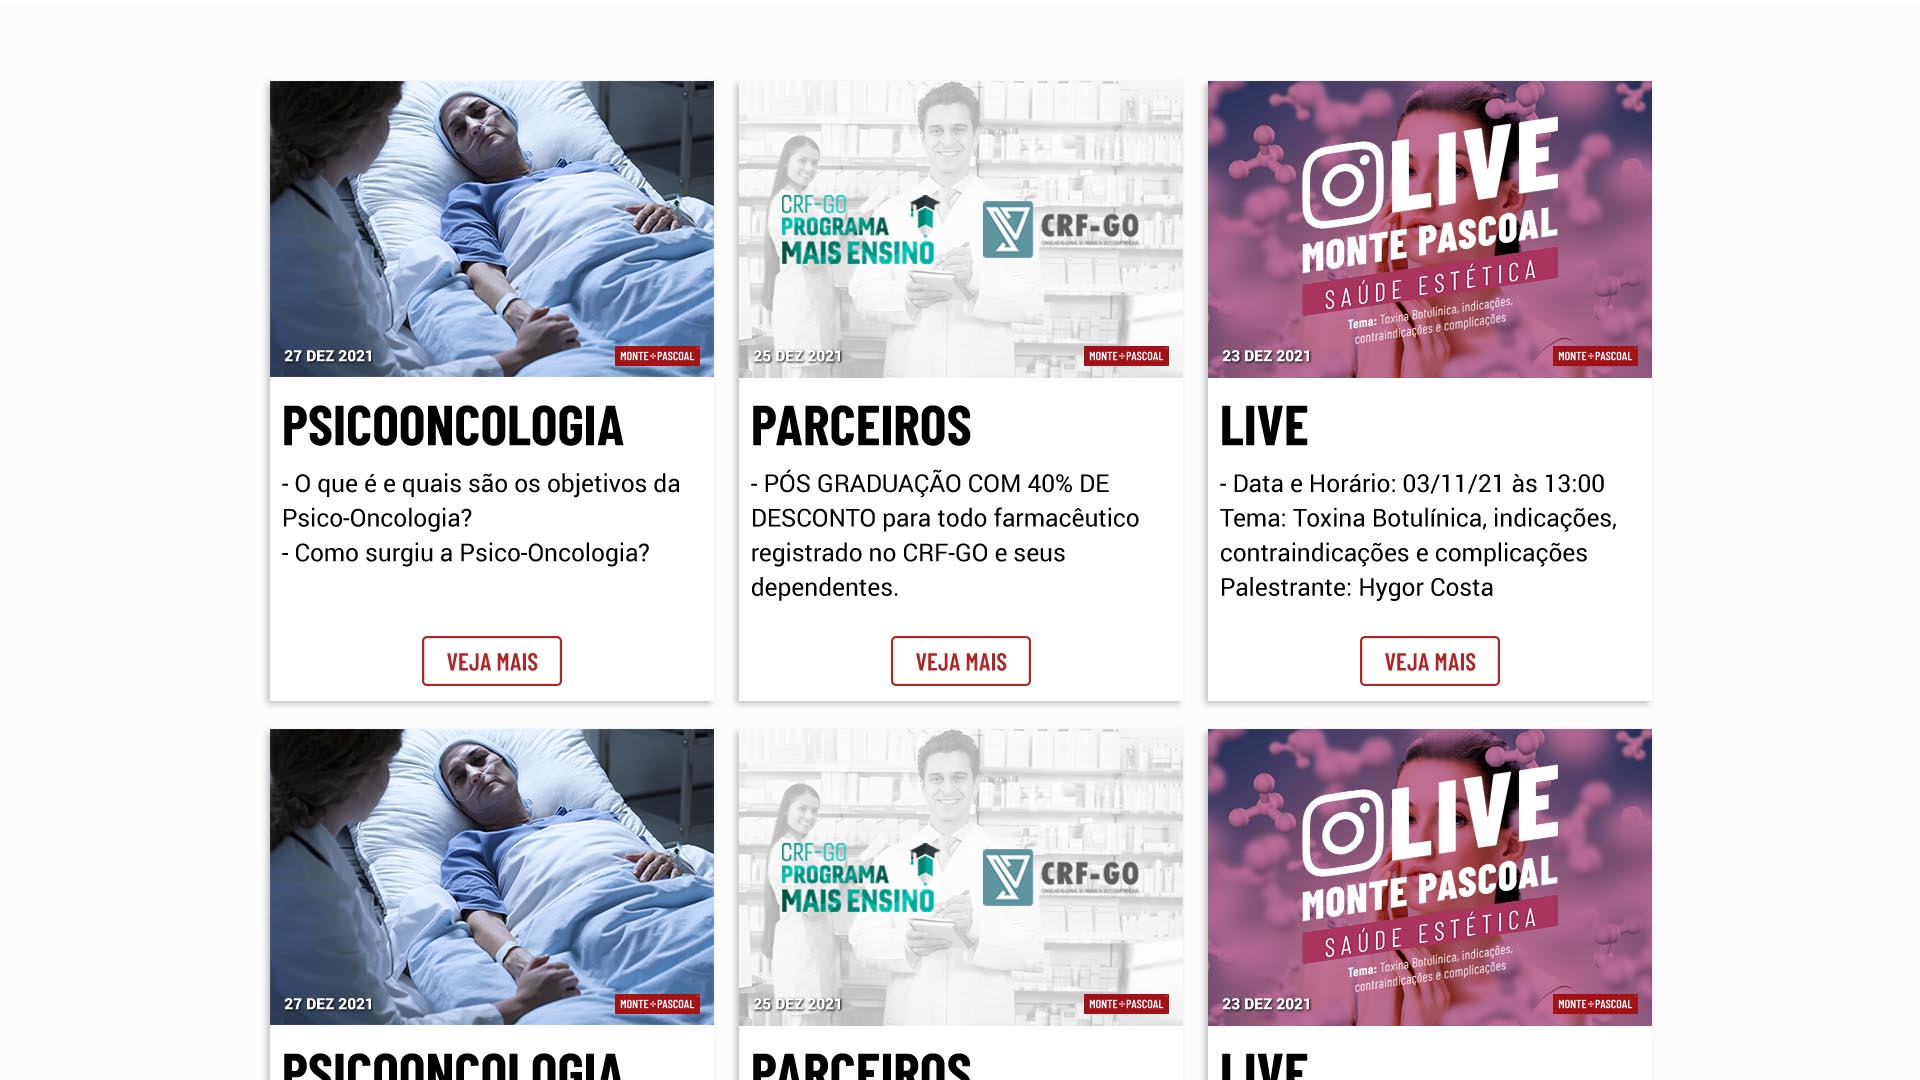 27 DEZ 2021
MONTE PASCOAL
PSICOONCOLOGIA
- O que é e quais são os objetivos da
Psico-Oncologia?
- Como surgiu a Psico-Oncologia?
VEJA MAIS
CRF-GO
PROGRAMA
MAIS ENSINO
CRF-GO
25 DEZ 2021
MONTE PASCOAL
PARCEIROS
- PÓS GRADUAÇÃO COM 40% DE
DESCONTO para todo farmacêutico
registrado no CRF-GO e seus
dependentes.
VEJA MAIS
LIVE
MONTE PASCOAL
SAÚDE ESTÉTICA
Tema: Toxina Botulínica, indicações,
contraindicações e complicações
23 DEZ 2021
MONTE PASCOAL
LIVE
- Data e Horário: 03/11/21 às 13:00
Tema: Toxina Botulínica, indicações,
contraindicações e complicações
Palestrante: Hygor Costa
VEJA MAIS
27 DEZ 2021
MONTE PASCOAL
PSICOONCOLOGIA
CRF-GO
PROGRAMA
MAIS ENSINO
CRF-GO
25 DEZ 2021
MONTE PASCOAL
PARCEIROS
LIVE
MONTE PASCOAL
SAÚDE ESTÉTICA
Tema: Toxina Botulínica, indicações,
contraindicações e complicações
23 DEZ 2021
MONTE PASCOAL
LIVE